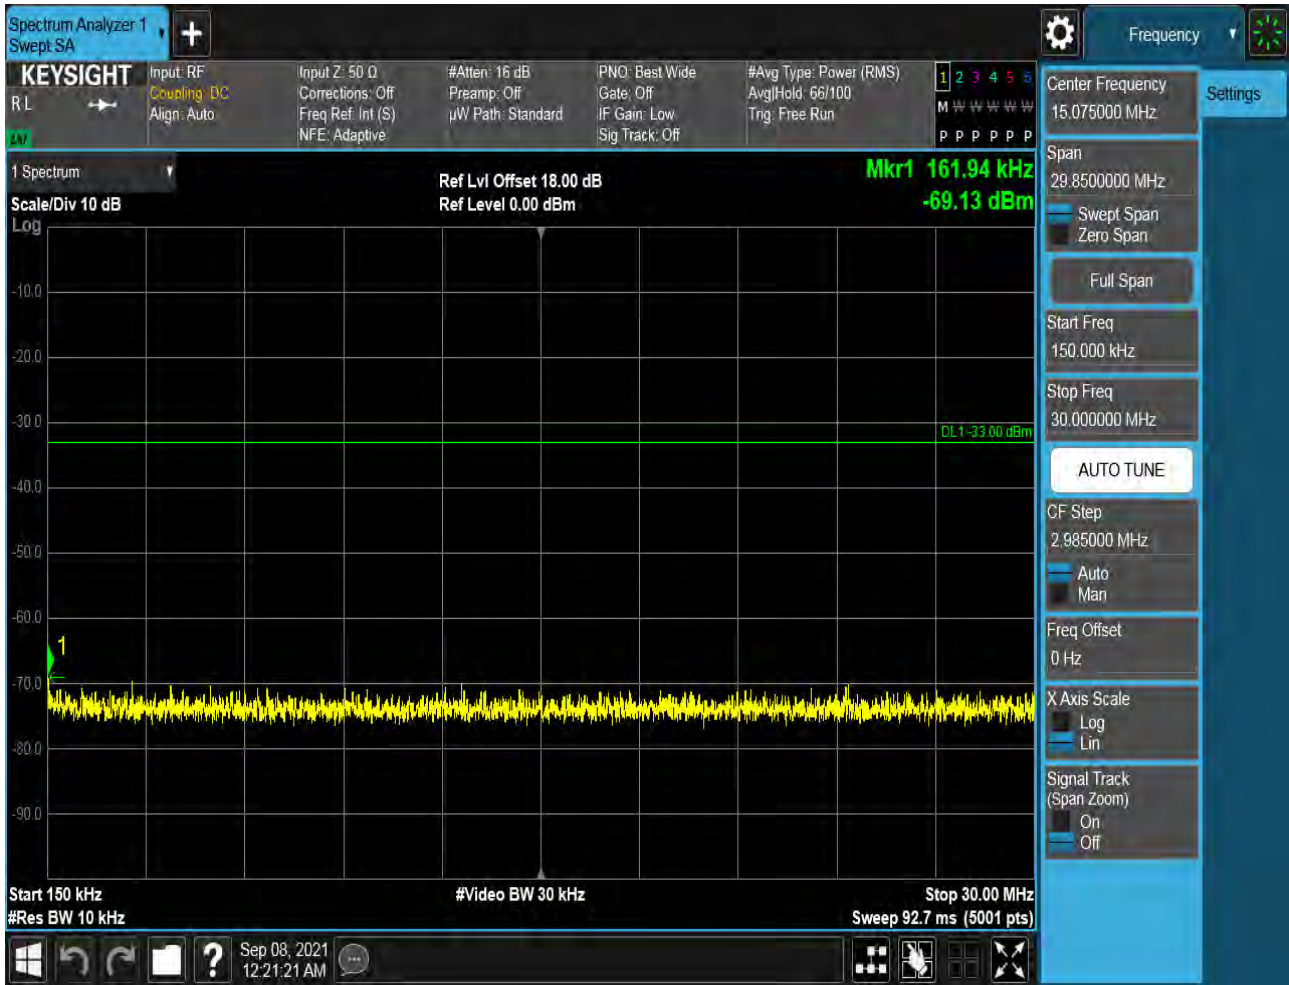 Spectrum Analyzer 1
Swept SA
Frequency
KEYSIGHT
R L
LXI
Input: RF
Coupling: DC
Align: Auto
Input Z: 50 Ω
Corrections: Off
Freq Ref: Int (S)
NFE: Adaptive
#Atten: 16 dB
Preamp: Off
µW Path: Standard
PNO: Best Wide
Gate: Off
IF Gain: Low
Sig Track: Off
#Avg Type: Power (RMS)
Avg|Hold: 66/100
Trig: Free Run
1 2 3 4 5 6
M W W W W W
P P P P P P
1 Spectrum
Scale/Div 10 dB
Log
Ref Lvl Offset 18.00 dB
Ref Level 0.00 dBm
Mkr1 161.94 kHz
-69.13 dBm
-10.0
-20.0
-30.0
DL1 -33.00 dBm
-40.0
-50.0
-60.0
1
-70.0
-80.0
-90.0
Start 150 kHz
#Video BW 30 kHz
Stop 30.00 MHz
#Res BW 10 kHz
Sweep 92.7 ms (5001 pts)
?
Sep 08, 2021
12:21:21 AM
Center Frequency
15.075000 MHz
Settings
Span
29.8500000 MHz
Swept Span
Zero Span
Full Span
Start Freq
150.000 kHz
Stop Freq
30.000000 MHz
AUTO TUNE
CF Step
2.985000 MHz
Auto
Man
Freq Offset
0 Hz
X Axis Scale
Log
Lin
Signal Track
(Span Zoom)
On
Off